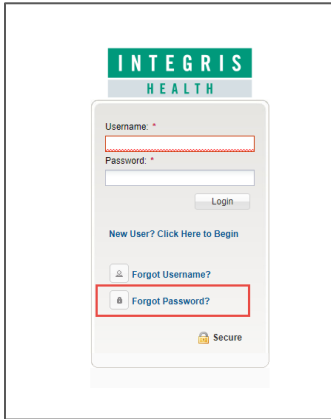 INTEGRIS
HEALTH
Username: *
Password: *
Login
New User? Click Here to Begin
Forgot Username?
Forgot Password?
Secure